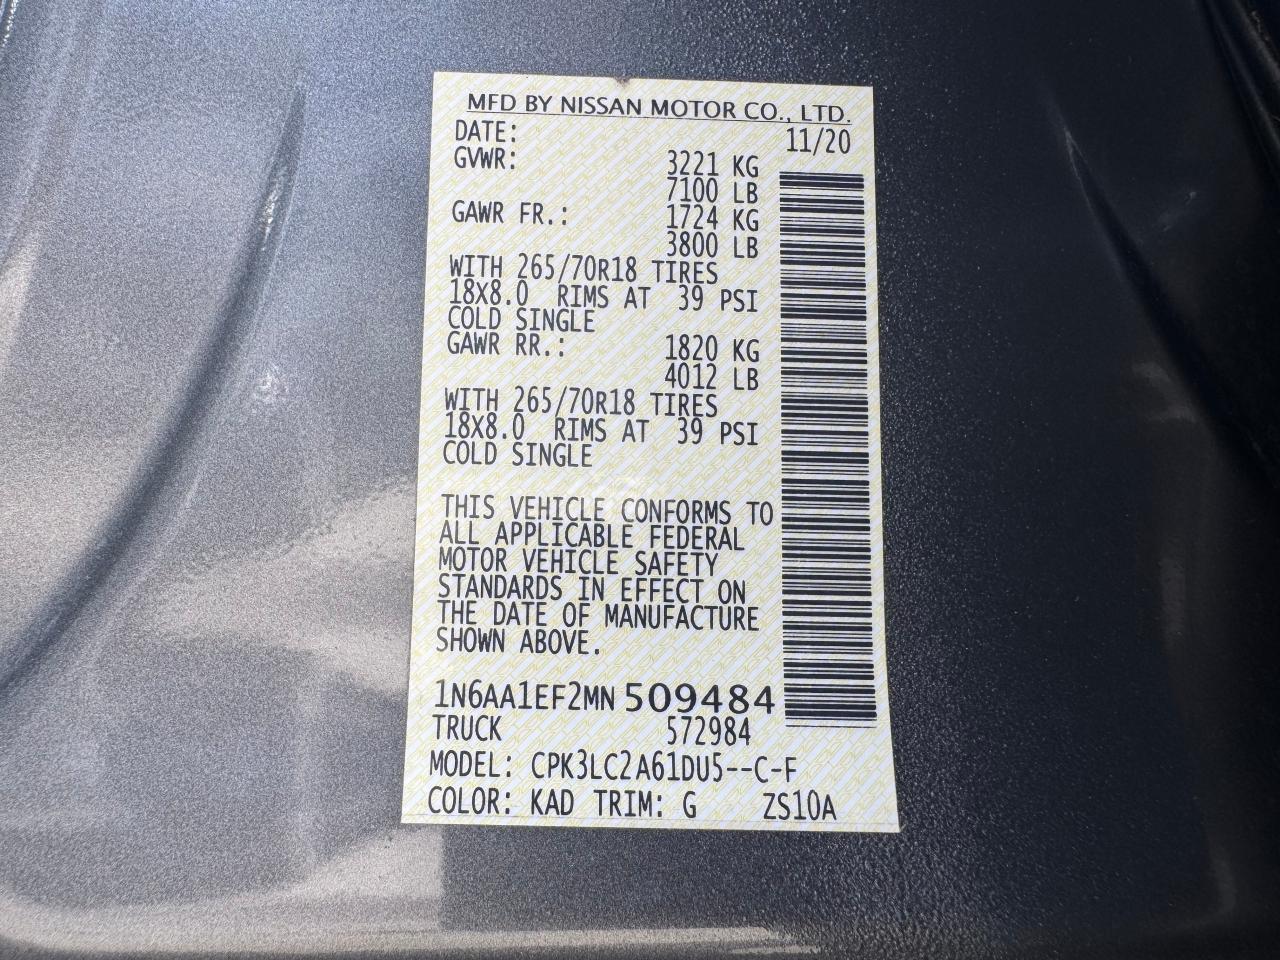 MFD BY NISSAN MOTOR CO., LTD.
DATE: 11/20
GVWR: 3221 KG
7100 LB
GAWR FR.: 1724 KG
3800 LB
WITH 265/70R18 TIRES
18X8.0 RIMS AT 39 PSI
COLD SINGLE
GAWR RR.: 1820 KG
4012 LB
WITH 265/70R18 TIRES
18X8.0 RIMS AT 39 PSI
COLD SINGLE
THIS VEHICLE CONFORMS TO
ALL APPLICABLE FEDERAL
MOTOR VEHICLE SAFETY
STANDARDS IN EFFECT ON
THE DATE OF MANUFACTURE
SHOWN ABOVE.
1N6AA1EF2MN 509484
TRUCK 572984
MODEL: CPK3LC2A61DU5--C-F
COLOR: KAD TRIM: G ZS10A